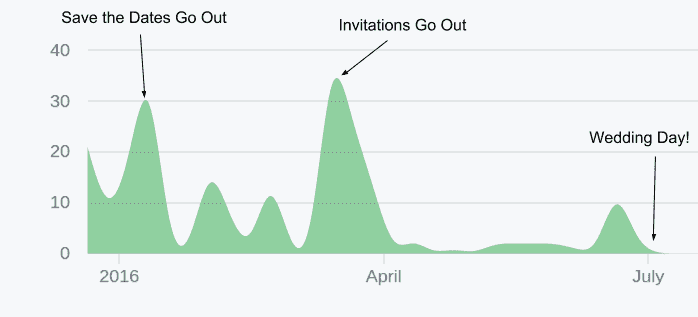 Save the Dates Go Out
Invitations Go Out
40
30
Wedding Day!
20
10
0
2016 April July